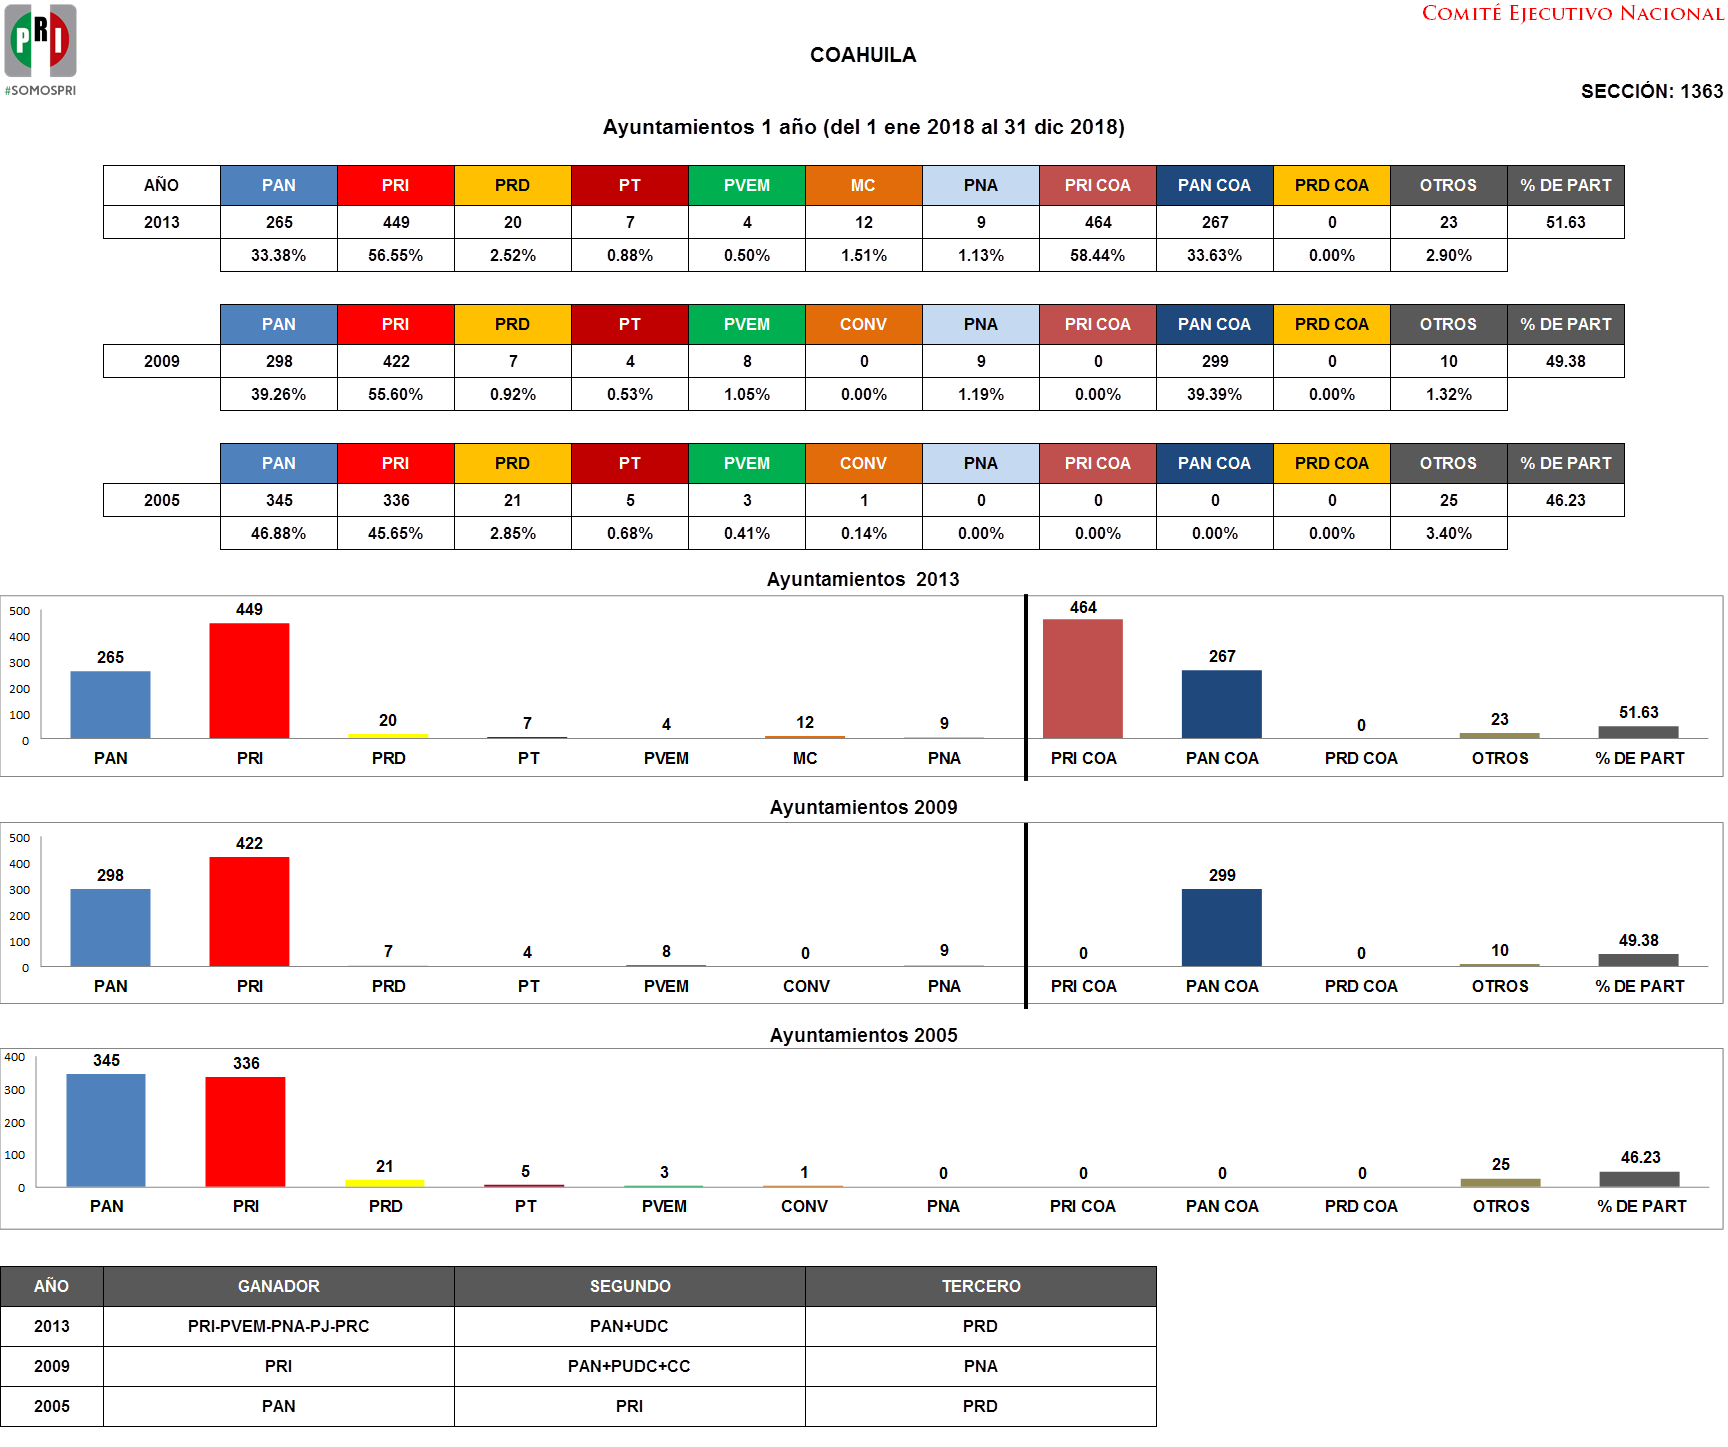 PRI
#SOMOSPRI
COMITÉ EJECUTIVO NACIONAL
COAHUILA
SECCIÓN: 1363
Ayuntamientos 1 año (del 1 ene 2018 al 31 dic 2018)
AÑO PAN PRI PRD PT PVEM MC PNA PRI COA PAN COA PRD COA OTROS % DE PART
2013 265 449 20 7 4 12 9 464 267 0 23 51.63
33.38% 56.55% 2.52% 0.88% 0.50% 1.51% 1.13% 58.44% 33.63% 0.00% 2.90%
PAN PRI PRD PT PVEM CONV PNA PRI COA PAN COA PRD COA OTROS % DE PART
2009 298 422 7 4 8 0 9 0 299 0 10 49.38
39.26% 55.60% 0.92% 0.53% 1.05% 0.00% 1.19% 0.00% 39.39% 0.00% 1.32%
PAN PRI PRD PT PVEM CONV PNA PRI COA PAN COA PRD COA OTROS % DE PART
2005 345 336 21 5 3 1 0 0 0 0 25 46.23
46.88% 45.65% 2.85% 0.68% 0.41% 0.14% 0.00% 0.00% 0.00% 0.00% 3.40%
Ayuntamientos 2013
500
400
300
200
100
0
265 449 20 7 4 12 9 464 267 0 23 51.63
PAN PRI PRD PT PVEM MC PNA PRI COA PAN COA PRD COA OTROS % DE PART
Ayuntamientos 2009
500
400
300
200
100
0
298 422 7 4 8 0 9 0 299 0 10 49.38
PAN PRI PRD PT PVEM CONV PNA PRI COA PAN COA PRD COA OTROS % DE PART
Ayuntamientos 2005
400
300
200
100
0
345 336 21 5 3 1 0 0 0 0 25 46.23
PAN PRI PRD PT PVEM CONV PNA PRI COA PAN COA PRD COA OTROS % DE PART
AÑO GANADOR SEGUNDO TERCERO
2013 PRI-PVEM-PNA-PJ-PRC PAN+UDC PRD
2009 PRI PAN+PUDC+CC PNA
2005 PAN PRI PRD